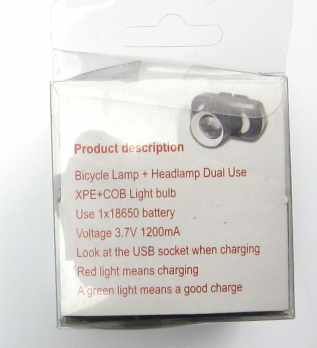 Product description
Bicycle Lamp + Headlamp Dual Use
XPE+COB Light bulb
Use 1x18650 battery
Voltage 3.7V 1200mA
Look at the USB socket when charging
Red light means charging
A green light means a good charge